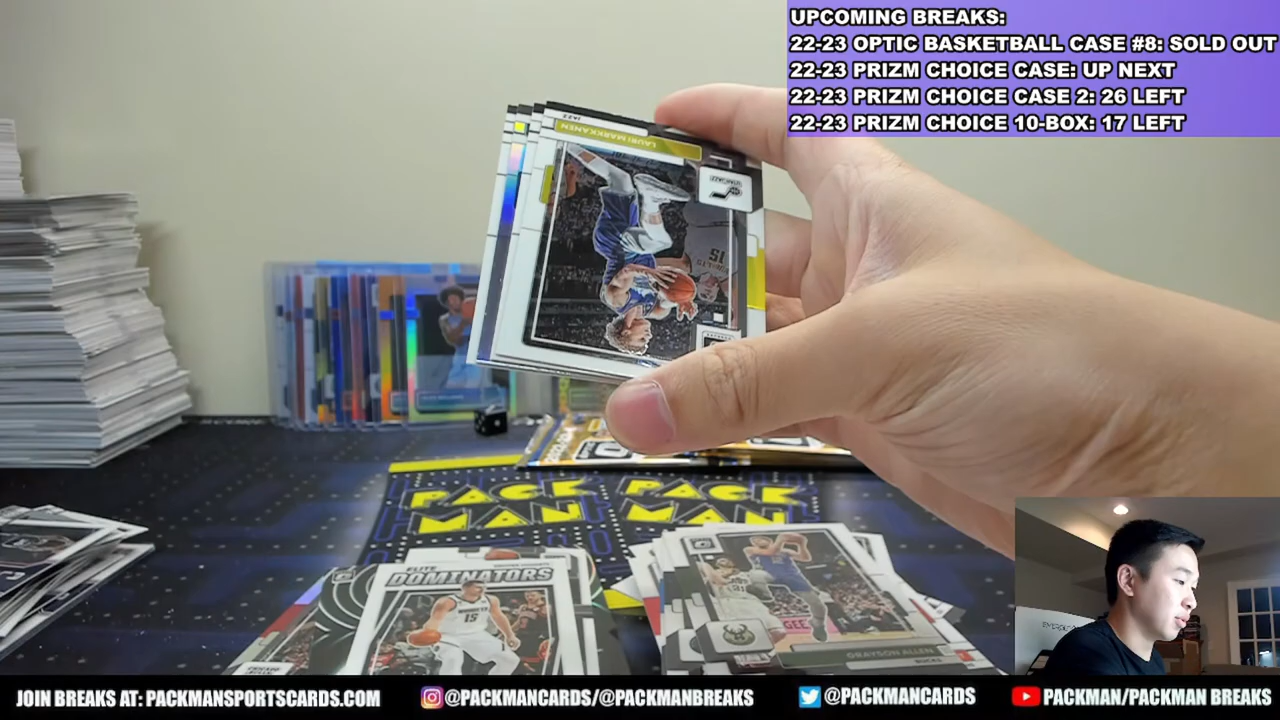 UPCOMING BREAKS:
22-23 OPTIC BASKETBALL CASE #8: SOLD OUT
22-23 PRIZM CHOICE CASE: UP NEXT
22-23 PRIZM CHOICE CASE 2: 26 LEFT
22-23 PRIZM CHOICE 10-BOX: 17 LEFT
JAZZ
LAURI MARKKANEN
15
PACK PACK
MAN MAN
ELITE
DOMINATORS
15
GRAYSON ALLEN
BUCKS
JOIN BREAKS AT: PACKMANSPORTSCARDS.COM
@PACKMANCARDS/@PACKMANBREAKS
@PACKMANCARDS
PACKMAN/PACKMAN BREAKS